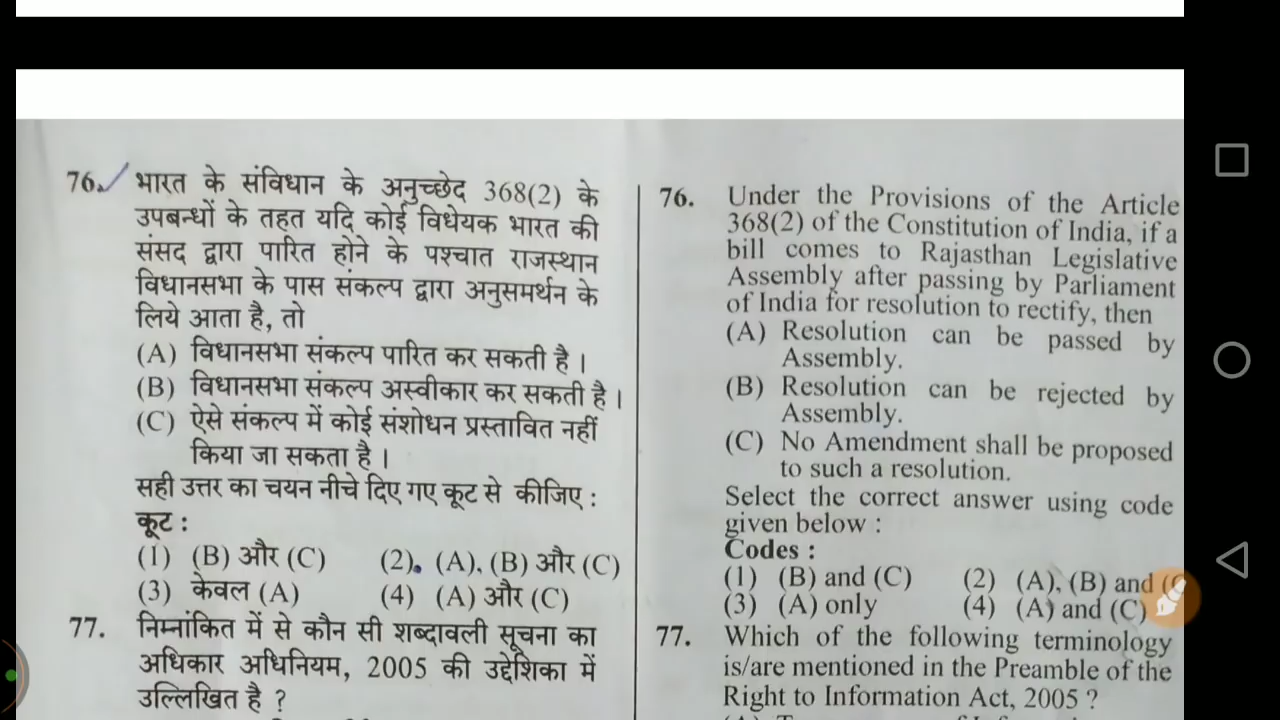 76. भारत के संविधान के अनुच्छेद 368(2) के
उपबन्धों के तहत यदि कोई विधेयक भारत की
संसद द्वारा पारित होने के पश्चात राजस्थान
विधानसभा के पास संकल्प द्वारा अनुसमर्थन के
लिये आता है, तो
(A) विधानसभा संकल्प पारित कर सकती है ।
(B) विधानसभा संकल्प अस्वीकार कर सकती है ।
(C) ऐसे संकल्प में कोई संशोधन प्रस्तावित नहीं
किया जा सकता है ।
सही उत्तर का चयन नीचे दिए गए कूट से कीजिए :
कूट :
(1) (B) और (C) (2) (A), (B) और (C)
(3) केवल (A) (4) (A) और (C)
77. निम्नांकित में से कौन सी शब्दावली सूचना का
अधिकार अधिनियम, 2005 की उद्देशिका में
उल्लिखित है ?
76. Under the Provisions of the Article
368(2) of the Constitution of India, if a
bill comes to Rajasthan Legislative
Assembly after passing by Parliament
of India for resolution to rectify, then
(A) Resolution can be passed by
Assembly.
(B) Resolution can be rejected by
Assembly.
(C) No Amendment shall be proposed
to such a resolution.
Select the correct answer using code
given below :
Codes :
(1) (B) and (C) (2) (A), (B) and
(3) (A) only (4) (A) and (C)
77. Which of the following terminology
is/are mentioned in the Preamble of the
Right to Information Act, 2005 ?